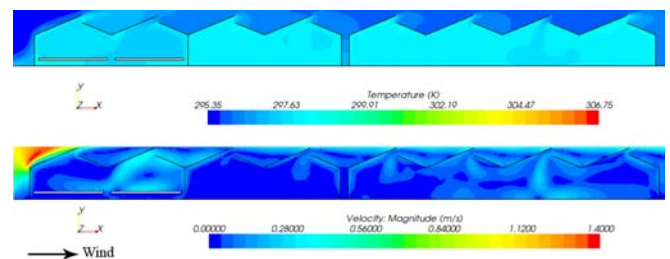 Y
Z X
Temperature (K)
295.35 297.63 299.91 302.19 304.47 306.75
Y
Z X
Velocity: Magnitude (m/s)
0.00000 0.28000 0.56000 0.84000 1.1200 1.4000
Wind